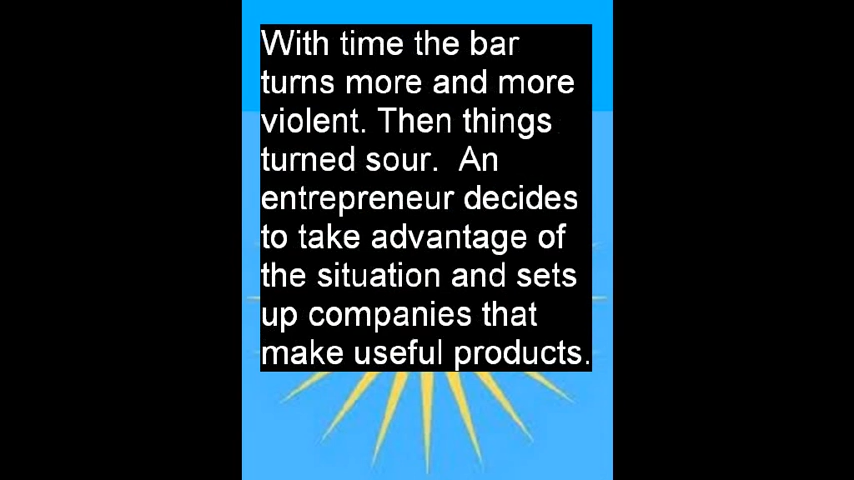 With time the bar
turns more and more
violent. Then things
turned sour.  An
entrepreneur decides
to take advantage of
the situation and sets
up companies that
make useful products.